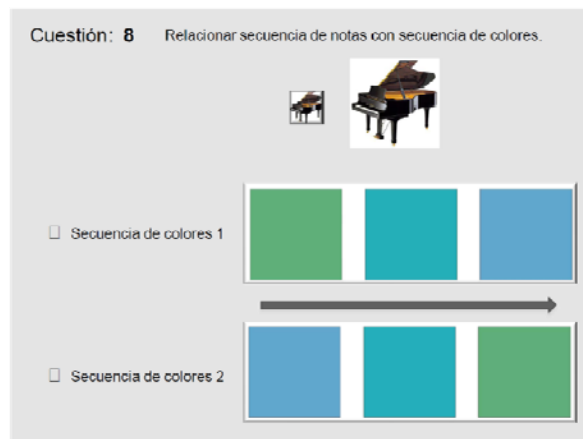 Cuestión: 8 Relacionar secuencia de notas con secuencia de colores.
Secuencia de colores 1
Secuencia de colores 2